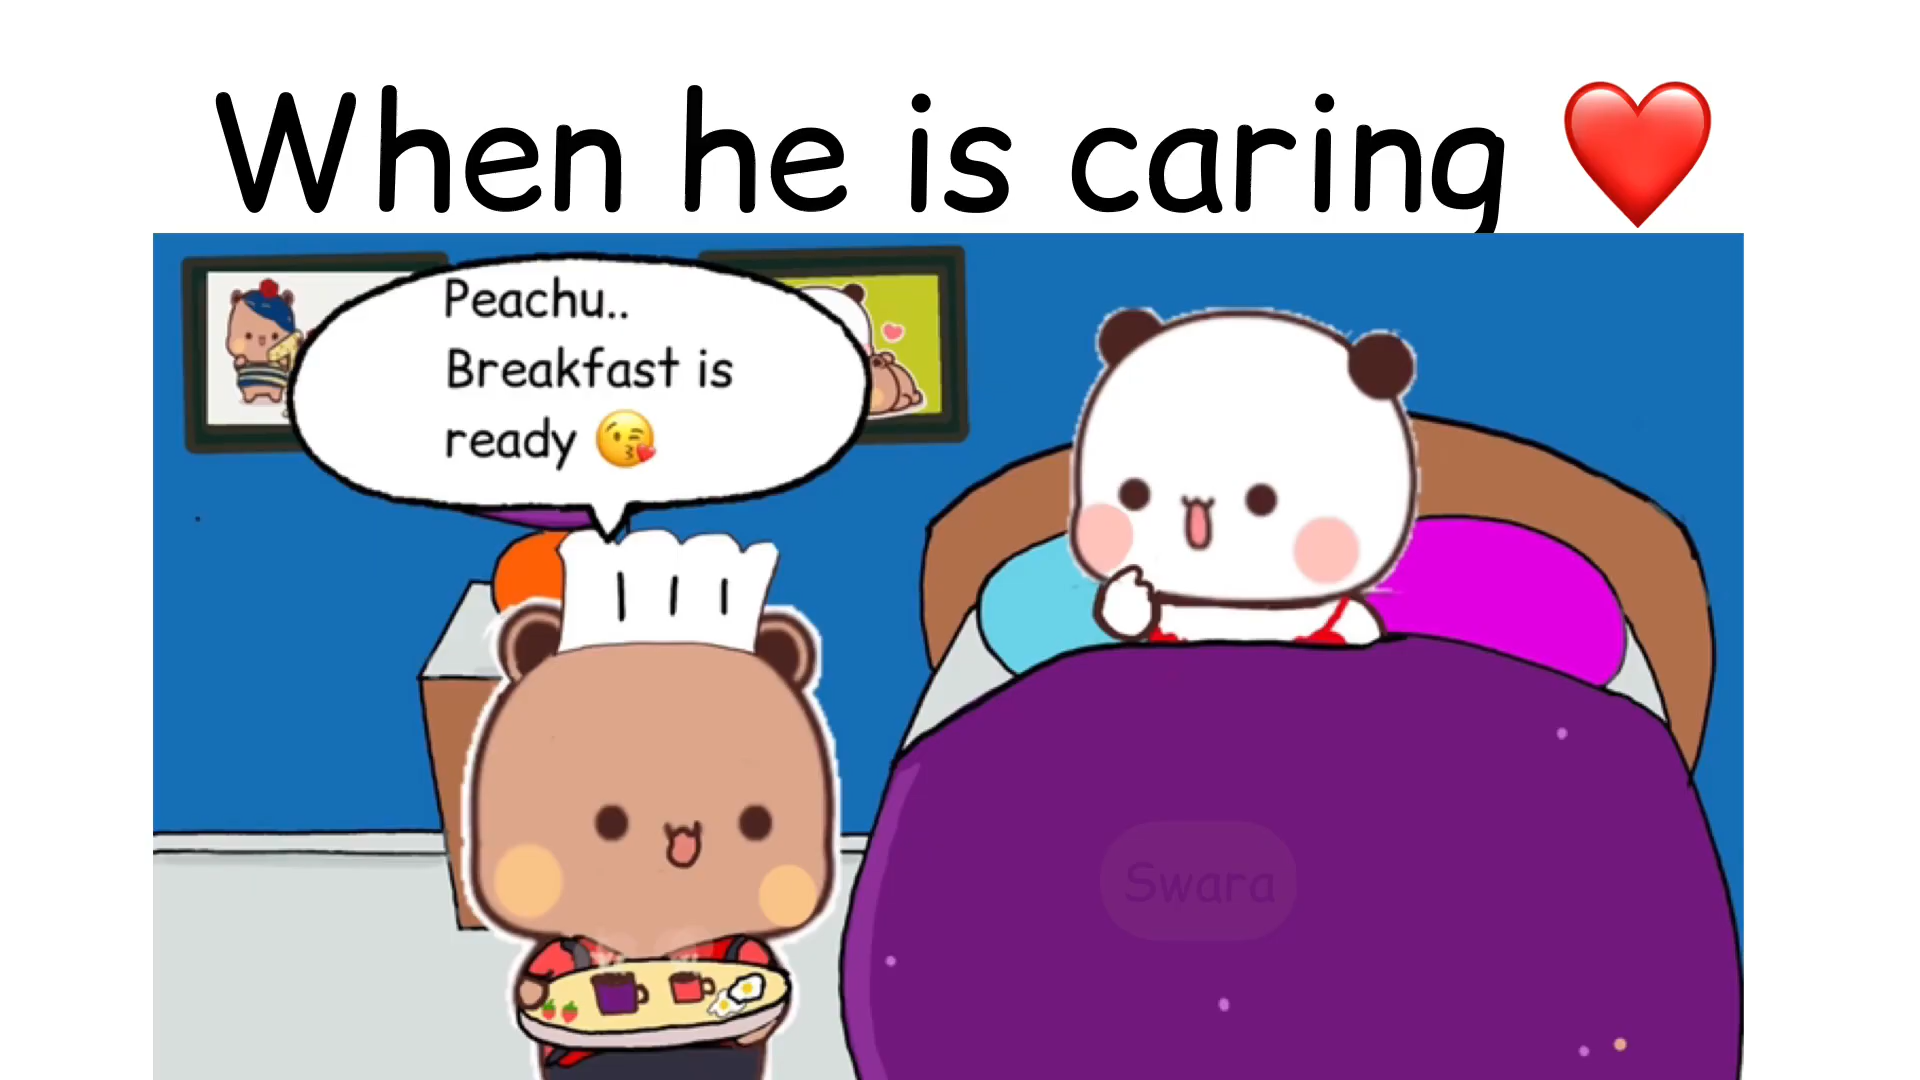 When he is caring ❤️
Peachu..
Breakfast is
ready 😘
Swara